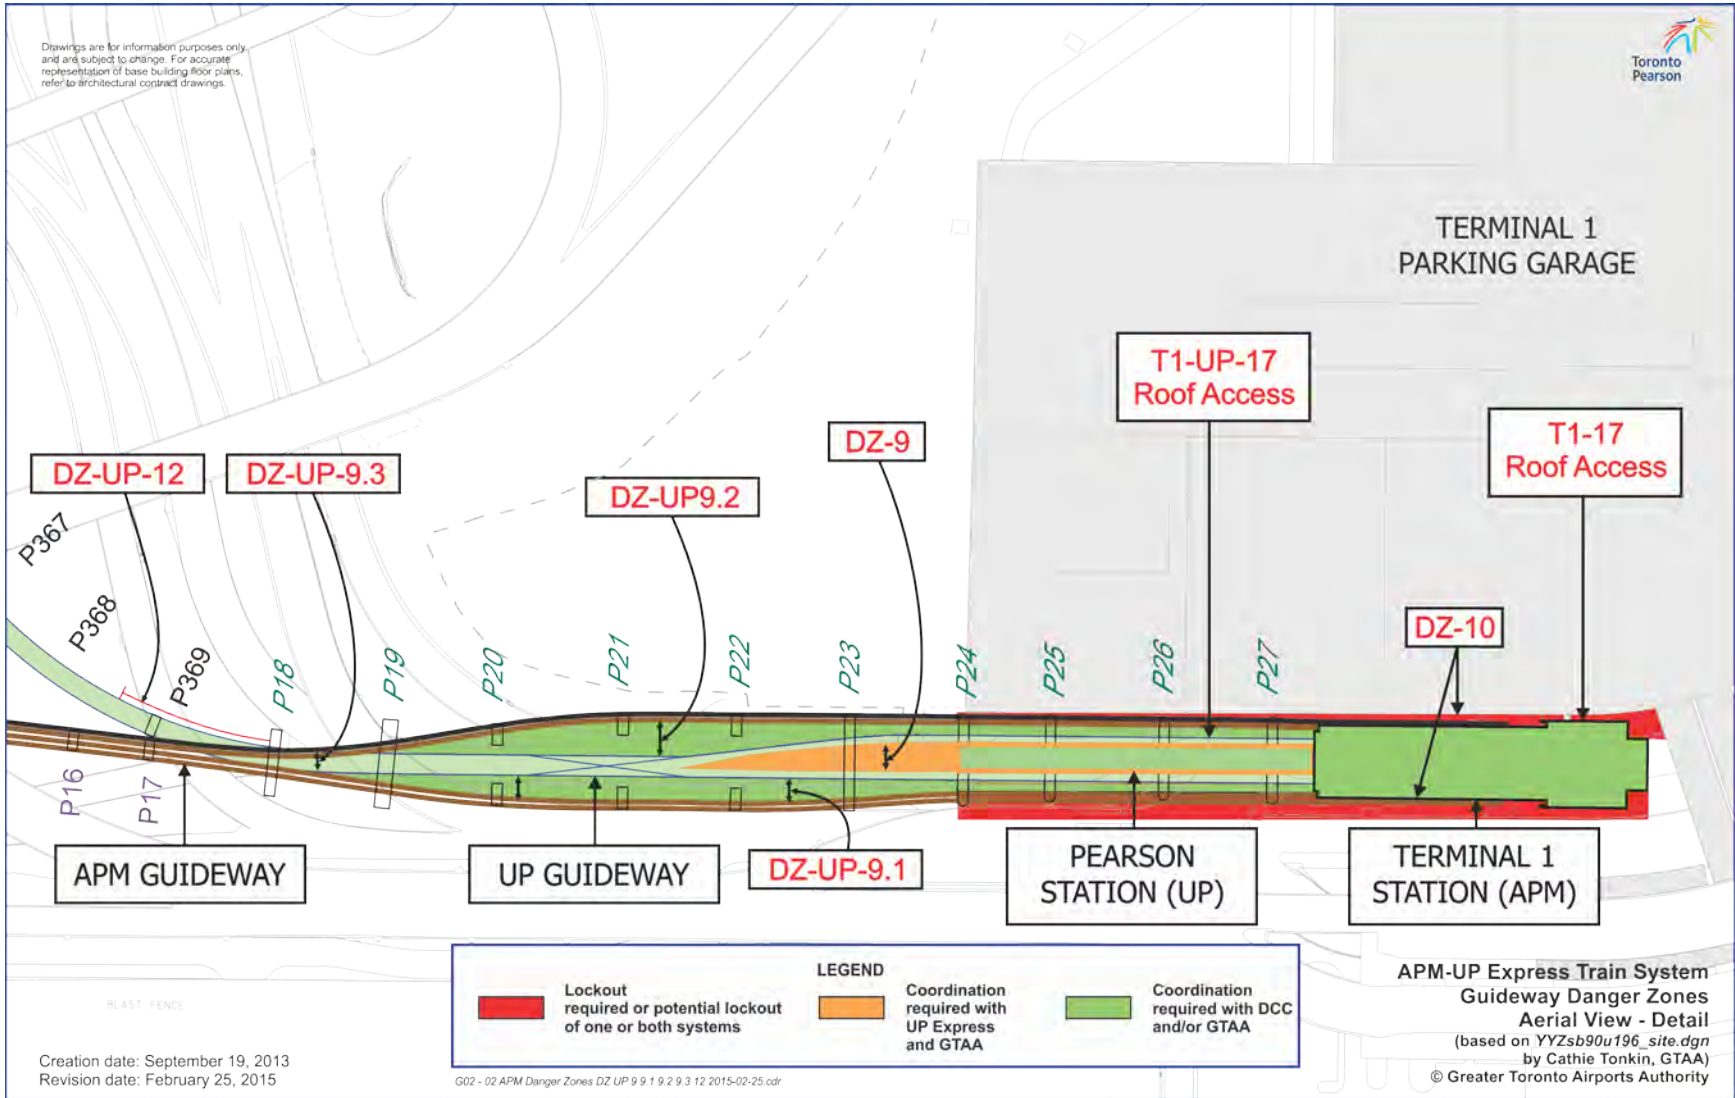 Drawings are for information purposes only
and are subject to change. For accurate
representation of base building floor plans,
refer to architectural contract drawings.
Toronto
Pearson
TERMINAL 1
PARKING GARAGE
T1-UP-17
Roof Access
T1-17
Roof Access
DZ-9
DZ-UP-12
DZ-UP-9.3
DZ-UP9.2
DZ-10
P367
P368
P369
P18
P19
P20
P21
P22
P23
P24
P25
P26
P27
P16
P17
APM GUIDEWAY
UP GUIDEWAY
DZ-UP-9.1
PEARSON
STATION (UP)
TERMINAL 1
STATION (APM)
LEGEND
Lockout
required or potential lockout
of one or both systems
Coordination
required with
UP Express
and GTAA
Coordination
required with DCC
and/or GTAA
APM-UP Express Train System
Guideway Danger Zones
Aerial View - Detail
(based on YYZsb90u196_site.dgn
by Cathie Tonkin, GTAA)
© Greater Toronto Airports Authority
BLAST FENCE
Creation date: September 19, 2013
Revision date: February 25, 2015
G02 - 02 APM Danger Zones DZ UP 9 9.1 9.2 9.3 12 2015-02-25.cdr